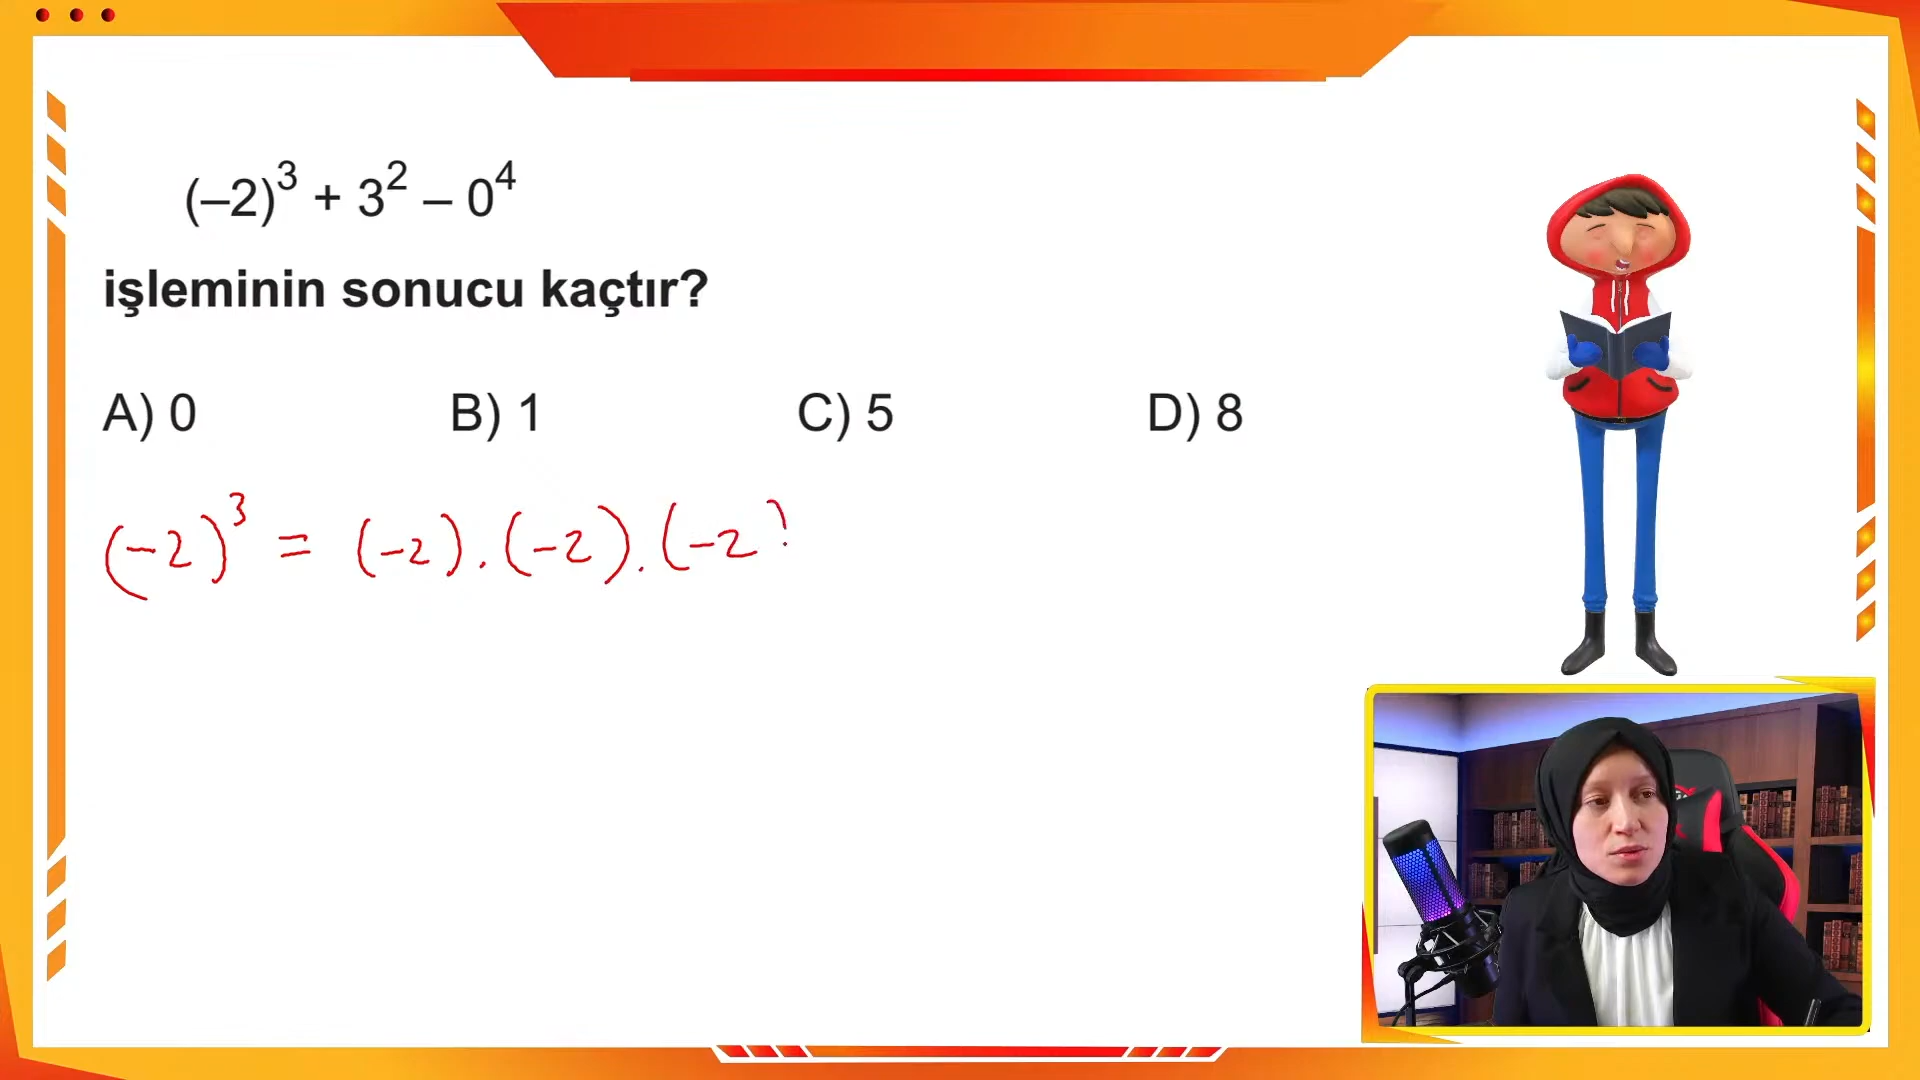 (–2)³ + 3² – 0⁴
işleminin sonucu kaçtır?
A) 0 B) 1 C) 5 D) 8
(-2)³ = (-2).(-2).(-2)